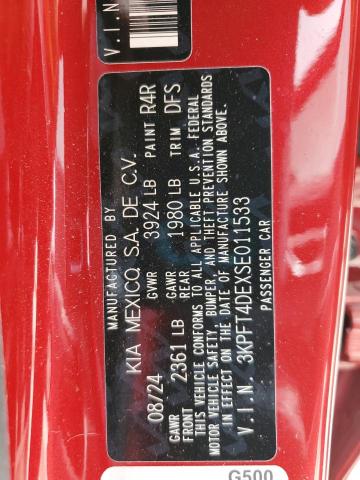 V.I.N
MANUFACTURED BY
KIA MEXICO, S.A. DE C.V.
08/24 GVWR 3924 LB PAINT R4R
GAWR FRONT 2361 LB GAWR REAR 1980 LB TRIM DFS
THIS VEHICLE CONFORMS TO ALL APPLICABLE U.S.A. FEDERAL
MOTOR VEHICLE SAFETY, BUMPER, AND THEFT PREVENTION STANDARDS
IN EFFECT ON THE DATE OF MANUFACTURE SHOWN ABOVE.
V.I.N. 3KPFT4DEXSE011533
PASSENGER CAR
G500